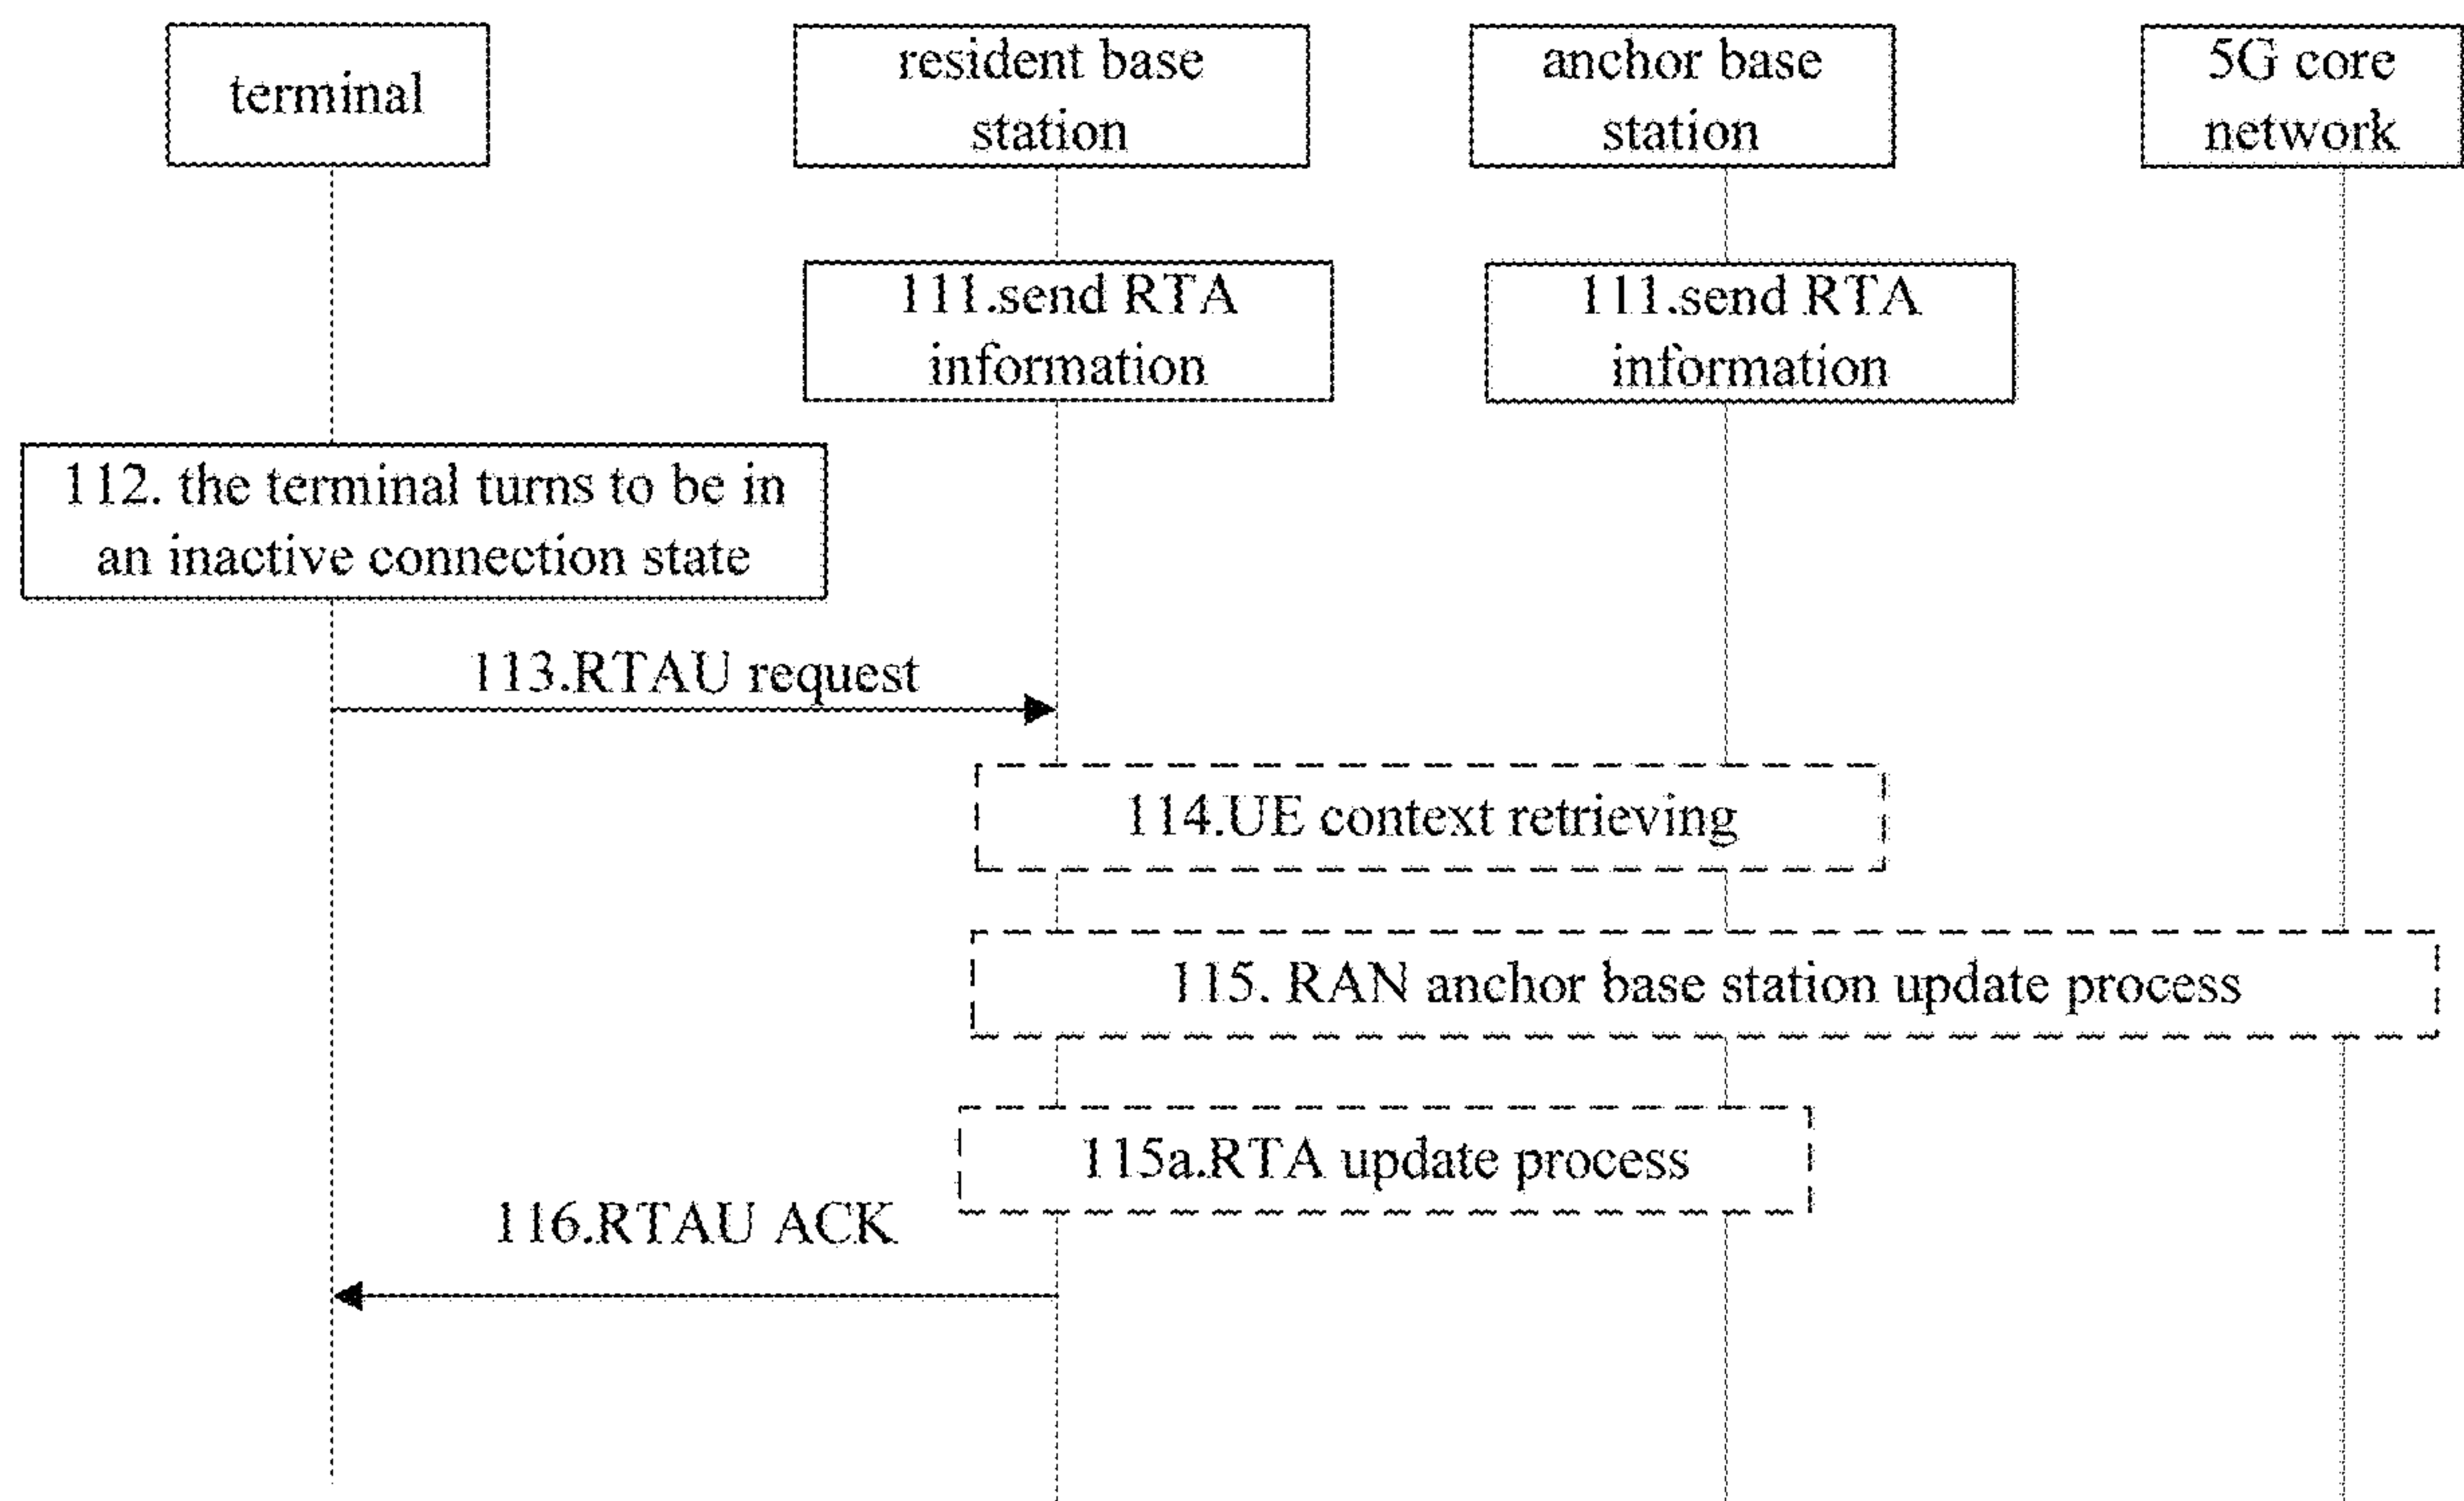 terminal
resident base
station
anchor base
station
5G core
network
111.send RTA
information
111.send RTA
information
112. the terminal turns to be in
an inactive connection state
113.RTAU request
114.UE context retrieving
115. RAN anchor base station update process
115a.RTA update process
116.RTAU ACK